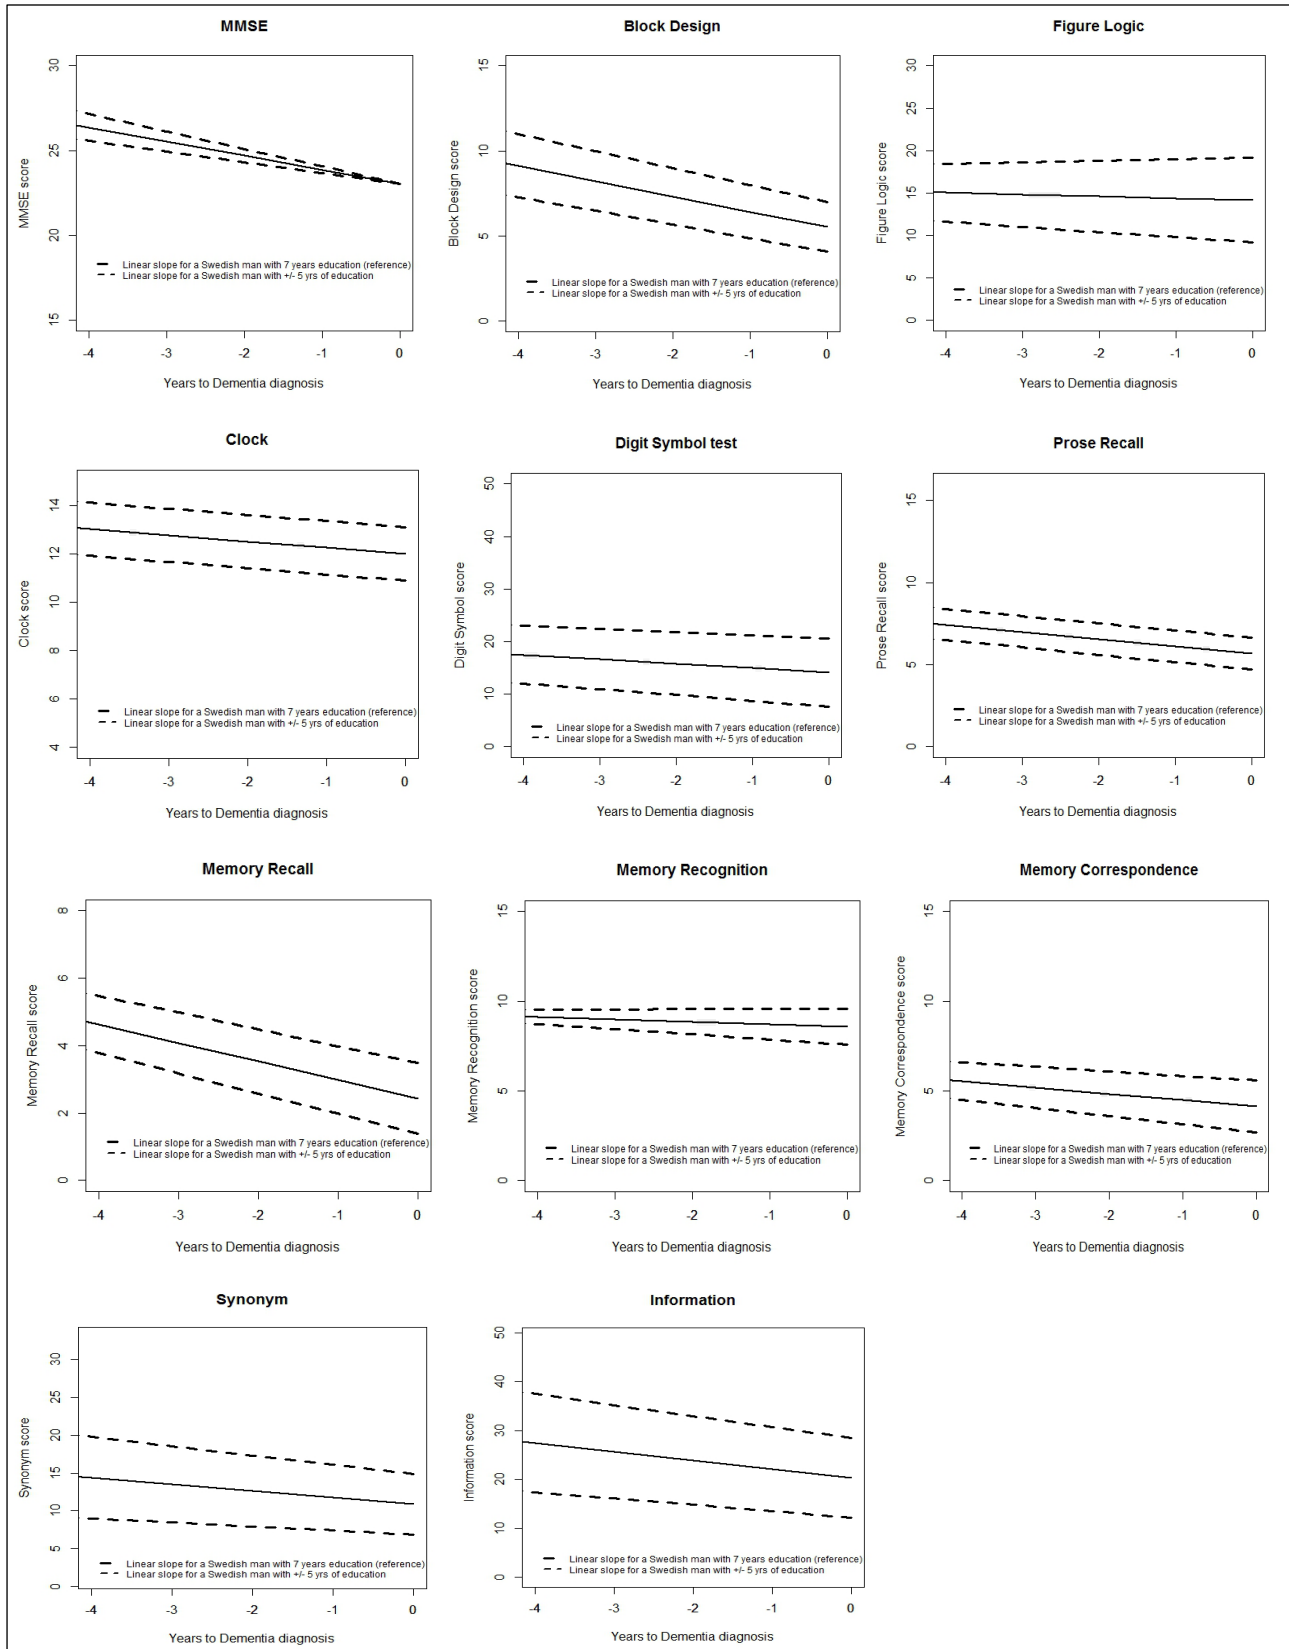 MMSE
MMSE score
30
25
20
15
Linear slope for a Swedish man with 7 years education (reference)
Linear slope for a Swedish man with +/- 5 yrs of education
-4 -3 -2 -1 0
Years to Dementia diagnosis
Block Design
Block Design score
15
10
5
0
Linear slope for a Swedish man with 7 years education (reference)
Linear slope for a Swedish man with +/- 5 yrs of education
-4 -3 -2 -1 0
Years to Dementia diagnosis
Figure Logic
Figure Logic score
30
25
20
15
10
5
0
Linear slope for a Swedish man with 7 years education (reference)
Linear slope for a Swedish man with +/- 5 yrs of education
-4 -3 -2 -1 0
Years to Dementia diagnosis
Clock
Clock score
14
12
10
8
6
4
Linear slope for a Swedish man with 7 years education (reference)
Linear slope for a Swedish man with +/- 5 yrs of education
-4 -3 -2 -1 0
Years to Dementia diagnosis
Digit Symbol test
Digit Symbol score
50
40
30
20
10
0
Linear slope for a Swedish man with 7 years education (reference)
Linear slope for a Swedish man with +/- 5 yrs of education
-4 -3 -2 -1 0
Years to Dementia diagnosis
Prose Recall
Prose Recall score
15
10
5
0
Linear slope for a Swedish man with 7 years education (reference)
Linear slope for a Swedish man with +/- 5 yrs of education
-4 -3 -2 -1 0
Years to Dementia diagnosis
Memory Recall
Memory Recall score
8
6
4
2
0
Linear slope for a Swedish man with 7 years education (reference)
Linear slope for a Swedish man with +/- 5 yrs of education
-4 -3 -2 -1 0
Years to Dementia diagnosis
Memory Recognition
Memory Recognition score
15
10
5
0
Linear slope for a Swedish man with 7 years education (reference)
Linear slope for a Swedish man with +/- 5 yrs of education
-4 -3 -2 -1 0
Years to Dementia diagnosis
Memory Correspondence
Memory Correspondence score
15
10
5
0
Linear slope for a Swedish man with 7 years education (reference)
Linear slope for a Swedish man with +/- 5 yrs of education
-4 -3 -2 -1 0
Years to Dementia diagnosis
Synonym
Synonym score
30
25
20
15
10
5
0
Linear slope for a Swedish man with 7 years education (reference)
Linear slope for a Swedish man with +/- 5 yrs of education
-4 -3 -2 -1 0
Years to Dementia diagnosis
Information
Information score
50
40
30
20
10
0
Linear slope for a Swedish man with 7 years education (reference)
Linear slope for a Swedish man with +/- 5 yrs of education
-4 -3 -2 -1 0
Years to Dementia diagnosis